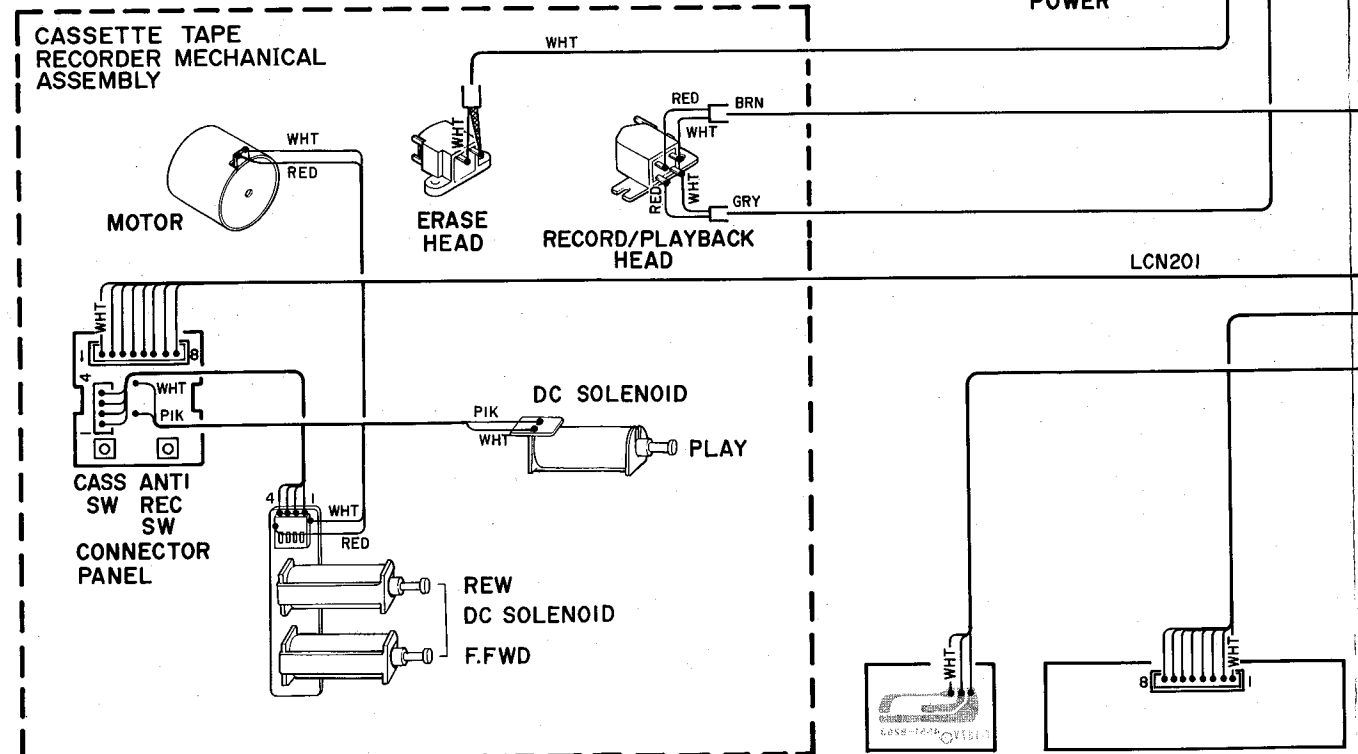 POWER
CASSETTE TAPE
RECORDER MECHANICAL
ASSEMBLY
WHT
RED
BRN
WHT
WHT
WHT
RED
RED
WHT
GRY
MOTOR
ERASE
HEAD
RECORD/PLAYBACK
HEAD
LCN201
WHT
1
8
4
WHT
PIK
1
DC SOLENOID
PIK
WHT
PLAY
CASS ANTI
SW REC
SW
CONNECTOR
PANEL
4 1
WHT
RED
REW
DC SOLENOID
F.FWD
WHT
WHT
8
1